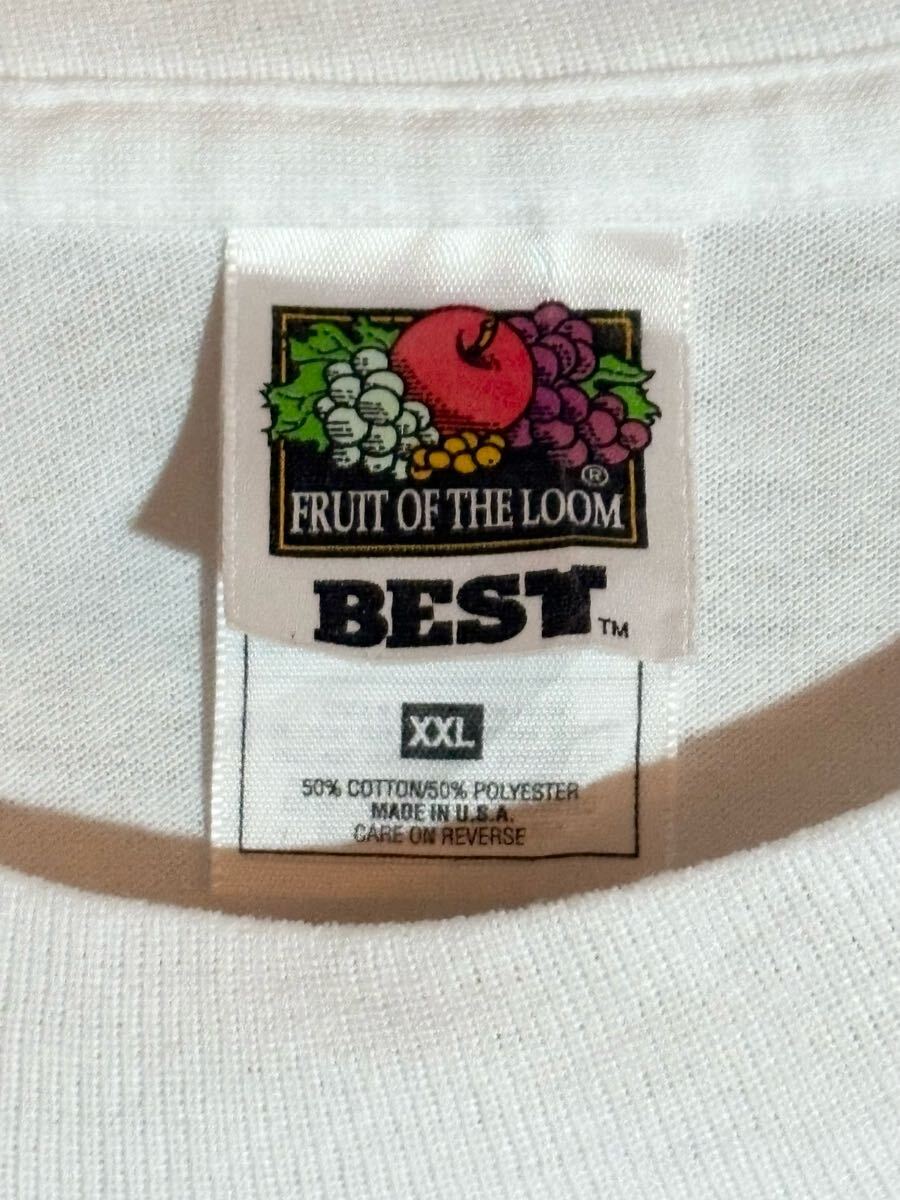 ®
FRUIT OF THE LOOM
BEST™
XXL
50% COTTON/50% POLYESTER
MADE IN U.S.A.
CARE ON REVERSE